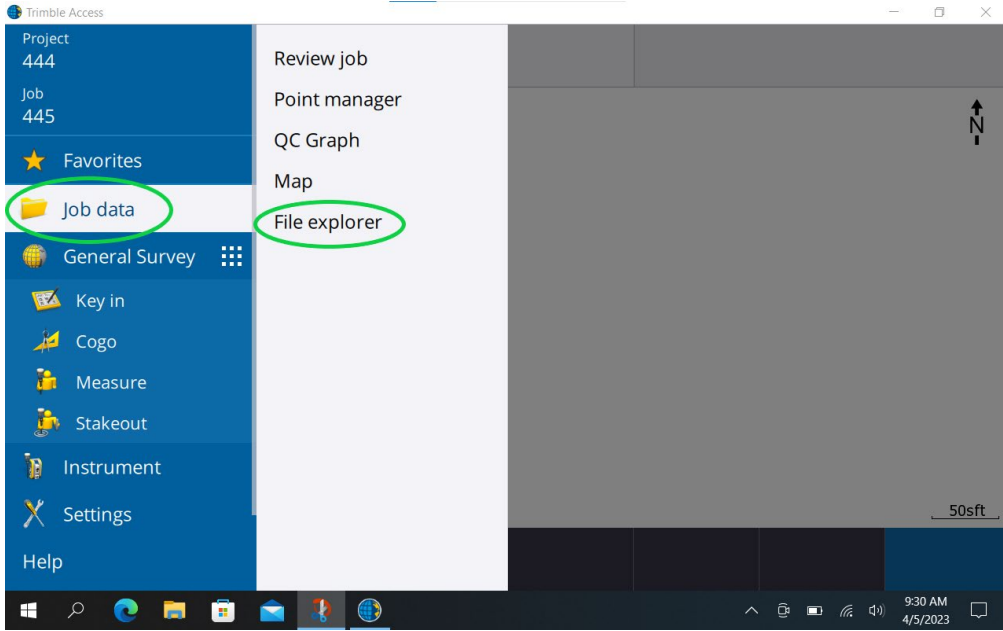 Trimble Access
Project
444
Job
445
Favorites
Job data
General Survey
Key in
Cogo
Measure
Stakeout
Instrument
Settings
Help
Review job
Point manager
QC Graph
Map
File explorer
N
50sft
9:30 AM
4/5/2023